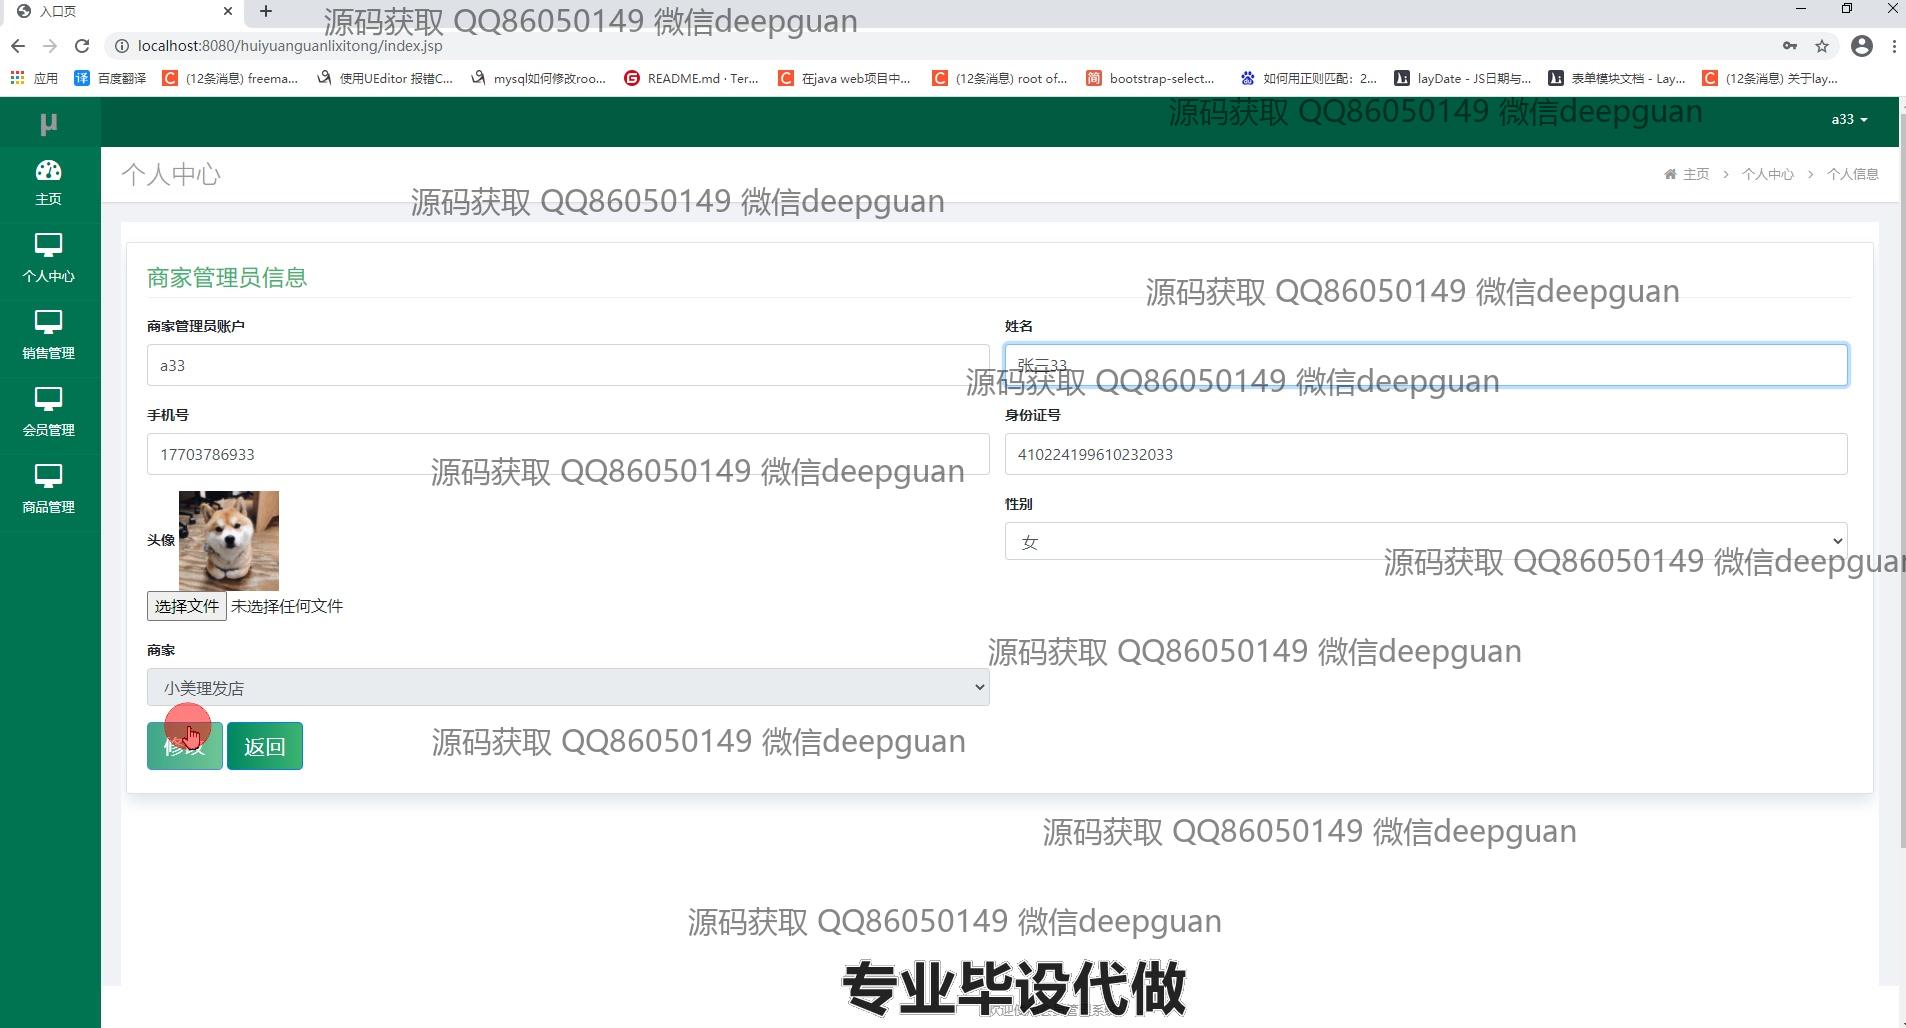 入口页
源码获取 QQ86050149 微信deepguan
localhost:8080/huiyuanguanlixitong/index.jsp
应用
译 百度翻译
(12条消息) freema...
使用UEditor 报错C...
mysql如何修改roo...
README.md · Ter...
在java web项目中...
(12条消息) root of...
简 bootstrap-select...
如何用正则匹配：2...
layDate - JS日期与...
表单模块文档 - Lay...
(12条消息) 关于lay...
μ
源码获取 QQ86050149 微信deepguan
a33
主页
个人中心
主页 > 个人中心 > 个人信息
源码获取 QQ86050149 微信deepguan
个人中心
商家管理员信息
源码获取 QQ86050149 微信deepguan
商家管理员账户
姓名
销售管理
a33
张三33
源码获取 QQ86050149 微信deepguan
手机号
身份证号
会员管理
17703786933
410224199610232033
源码获取 QQ86050149 微信deepguan
商品管理
性别
头像
女
源码获取 QQ86050149 微信deepguan
选择文件 未选择任何文件
商家
源码获取 QQ86050149 微信deepguan
小美理发店
修改
返回
源码获取 QQ86050149 微信deepguan
源码获取 QQ86050149 微信deepguan
源码获取 QQ86050149 微信deepguan
专业毕设代做